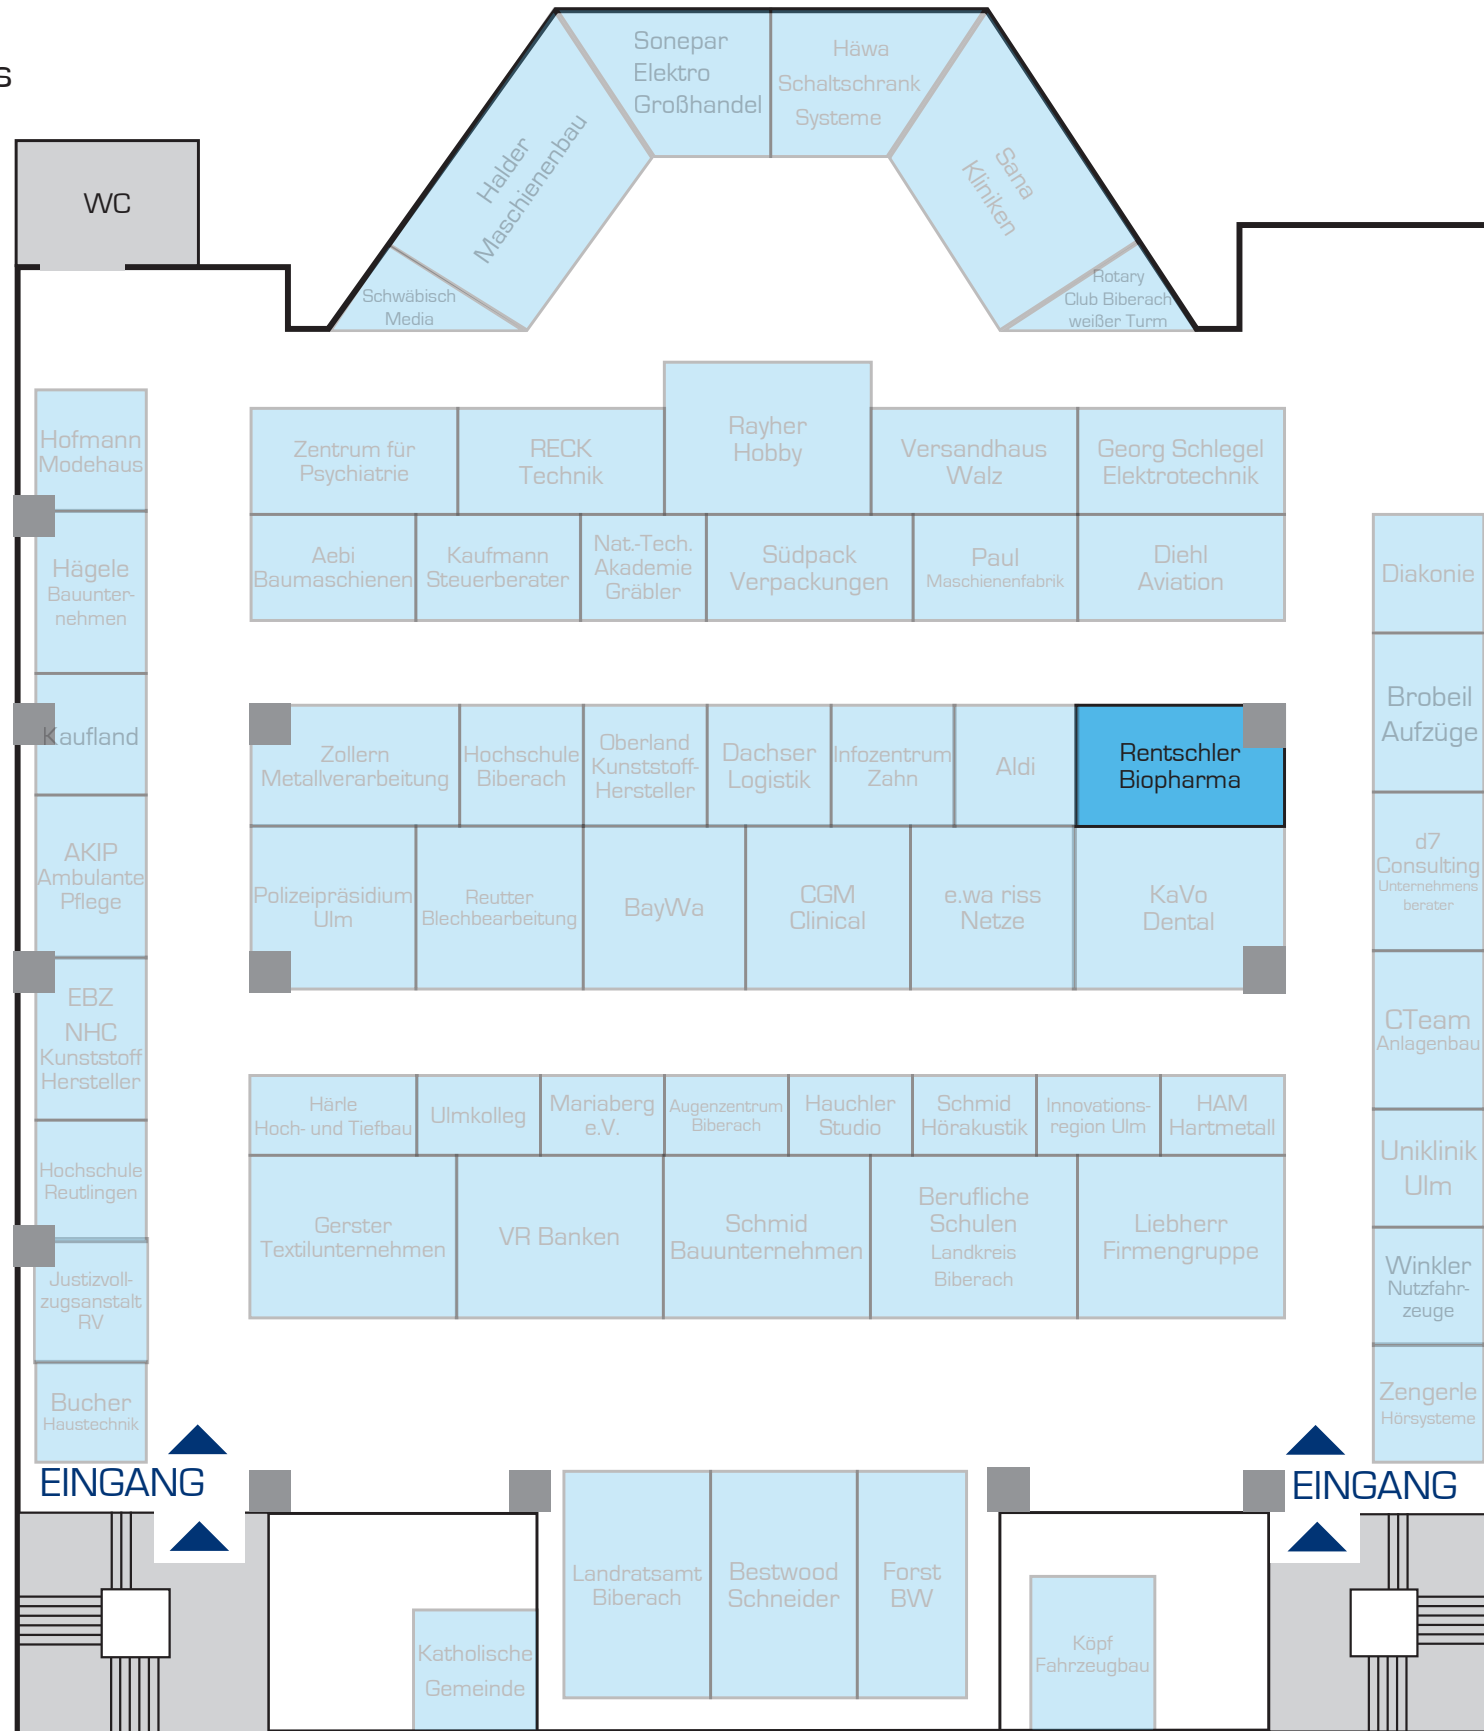 s
Sonepar
Elektro
Großhandel
Häwa
Schaltschrank
Systeme
Halder
Maschienenbau
Sana
Kliniken
WC
Schwäbisch
Media
Rotary
Club Biberach
weißer Turm
Hofmann
Modehaus
Hägele
Bauunter-
nehmen
Kaufland
AKIP
Ambulante
Pflege
EBZ
NHC
Kunststoff
Hersteller
Hochschule
Reutlingen
Justizvoll-
zugsanstalt
RV
Bucher
Haustechnik
EINGANG
Zentrum für
Psychiatrie
RECK
Technik
Rayher
Hobby
Versandhaus
Walz
Georg Schlegel
Elektrotechnik
Aebi
Baumaschienen
Kaufmann
Steuerberater
Nat.-Tech.
Akademie
Gräbler
Südpack
Verpackungen
Paul
Maschienenfabrik
Diehl
Aviation
Zollern
Metallverarbeitung
Hochschule
Biberach
Oberland
Kunststoff-
Hersteller
Dachser
Logistik
Infozentrum
Zahn
Aldi
Rentschler
Biopharma
Polizeipräsidium
Ulm
Reutter
Blechbearbeitung
BayWa
CGM
Clinical
e.wa riss
Netze
KaVo
Dental
Härle
Hoch- und Tiefbau
Ulmkolleg
Mariaberg
e.V.
Augenzentrum
Biberach
Hauchler
Studio
Schmid
Hörakustik
Innovations-
region Ulm
HAM
Hartmetall
Gerster
Textilunternehmen
VR Banken
Schmid
Bauunternehmen
Berufliche
Schulen
Landkreis
Biberach
Liebherr
Firmengruppe
Diakonie
Brobeil
Aufzüge
d7
Consulting
Unternehmens
berater
CTeam
Anlagenbau
Uniklinik
Ulm
Winkler
Nutzfahr-
zeuge
Zengerle
Hörsysteme
EINGANG
Katholische
Gemeinde
Landratsamt
Biberach
Bestwood
Schneider
Forst
BW
Köpf
Fahrzeugbau